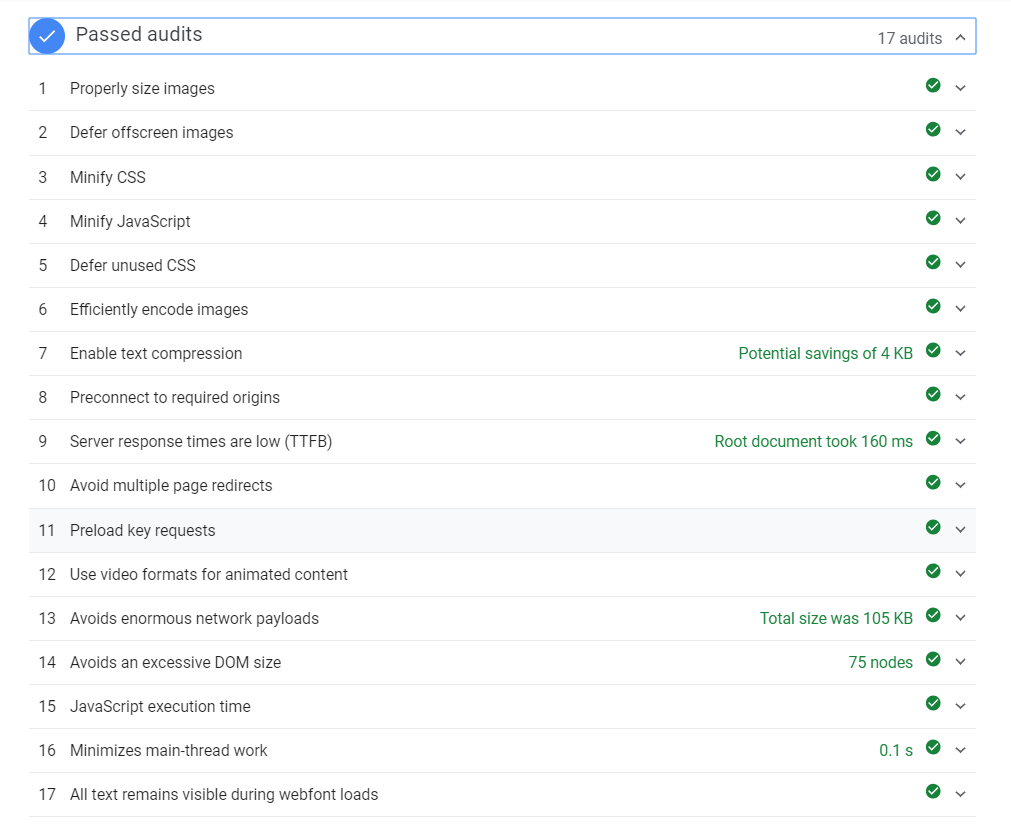 Passed audits 17 audits
1 Properly size images
2 Defer offscreen images
3 Minify CSS
4 Minify JavaScript
5 Defer unused CSS
6 Efficiently encode images
7 Enable text compression Potential savings of 4 KB
8 Preconnect to required origins
9 Server response times are low (TTFB) Root document took 160 ms
10 Avoid multiple page redirects
11 Preload key requests
12 Use video formats for animated content
13 Avoids enormous network payloads Total size was 105 KB
14 Avoids an excessive DOM size 75 nodes
15 JavaScript execution time
16 Minimizes main-thread work 0.1 s
17 All text remains visible during webfont loads